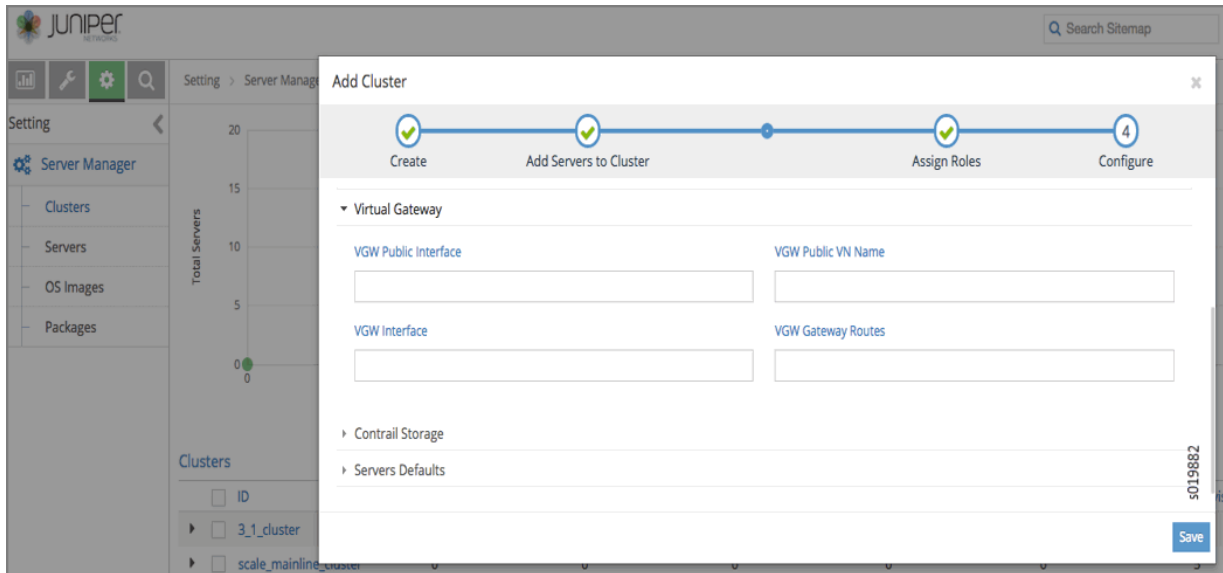 JUNIPER
NETWORKS
Search Sitemap
Setting > Server Manage
Add Cluster
×
Setting
Server Manager
Clusters
Servers
OS Images
Packages
Total Servers
20
15
10
5
0
0
Create
Add Servers to Cluster
Assign Roles
4
Configure
Virtual Gateway
VGW Public Interface
VGW Public VN Name
VGW Interface
VGW Gateway Routes
Contrail Storage
Servers Defaults
s019882
Save
Clusters
ID
3_1_cluster
scale_mainline_cluster